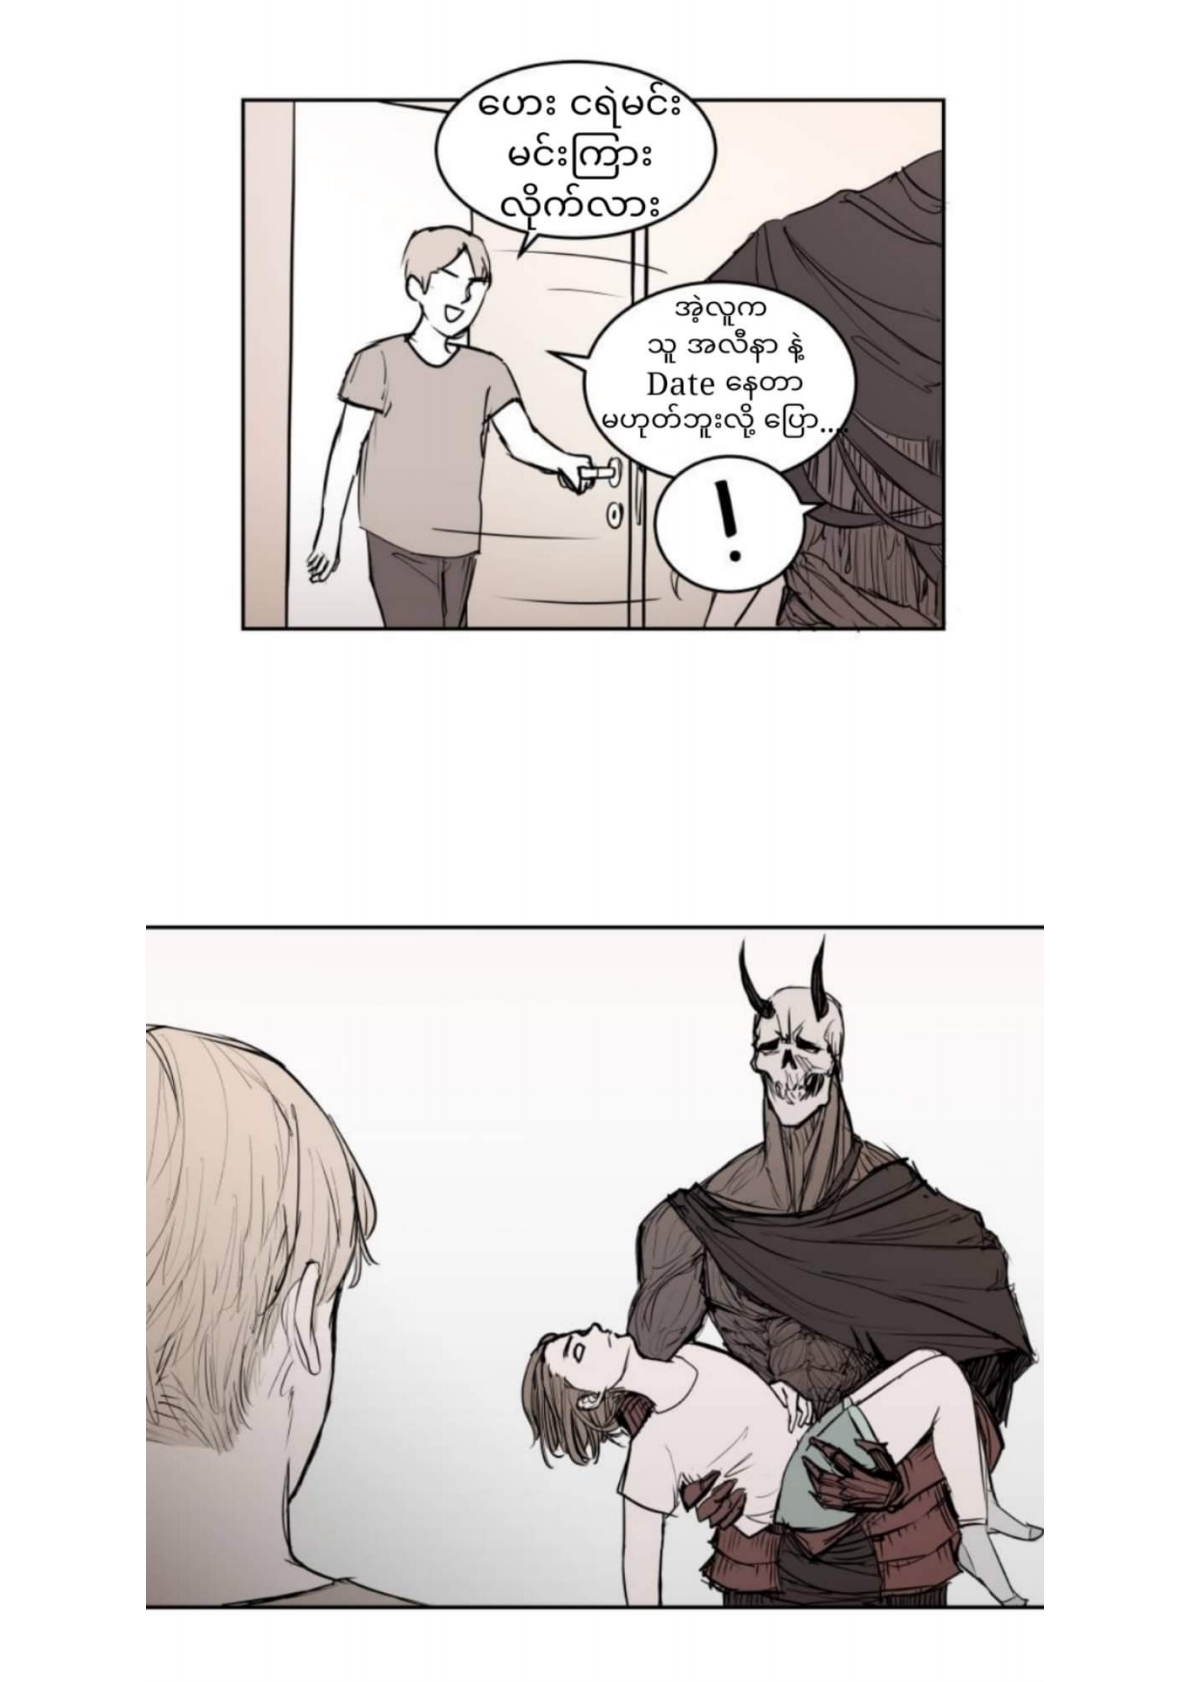 ဟေး ငရဲမင်း
မင်းကြား
လိုက်လား
အဲ့လူက
သူ အလီနာ နဲ့
Date နေတာ
မဟုတ်ဘူးလို့ ပြော....
!